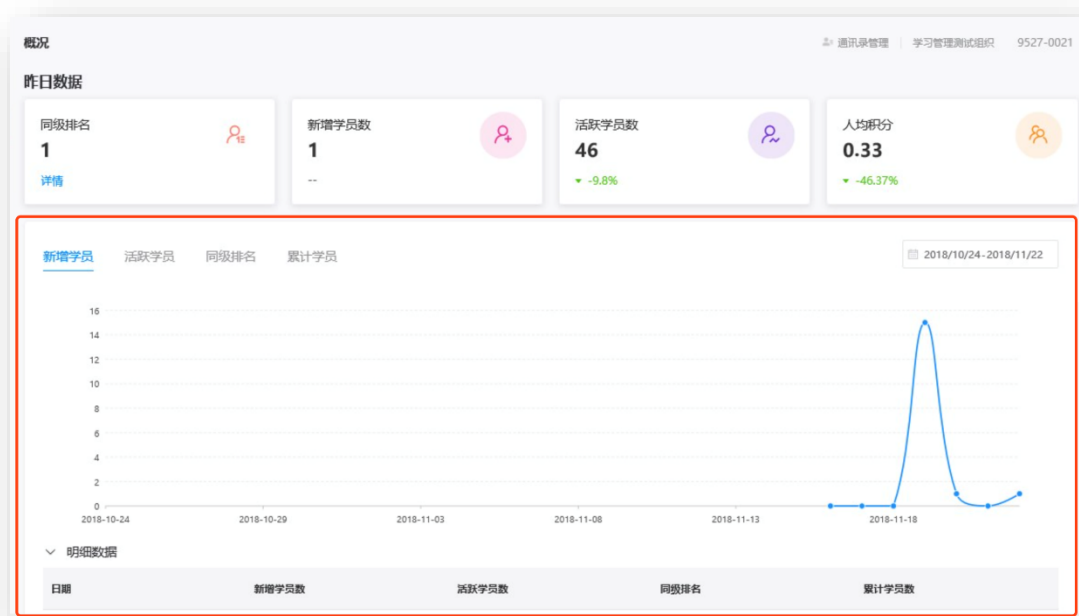 概况 通讯录管理 学习管理测试组织 9527-0021
昨日数据
同级排名
1
详情
新增学员数
1
--
活跃学员数
46
-9.8%
人均积分
0.33
-46.37%
新增学员 活跃学员 同级排名 累计学员 2018/10/24-2018/11/22
16
14
12
10
8
6
4
2
0
2018-10-24 2018-10-29 2018-11-03 2018-11-08 2018-11-13 2018-11-18
明细数据
日期 新增学员数 活跃学员数 同级排名 累计学员数